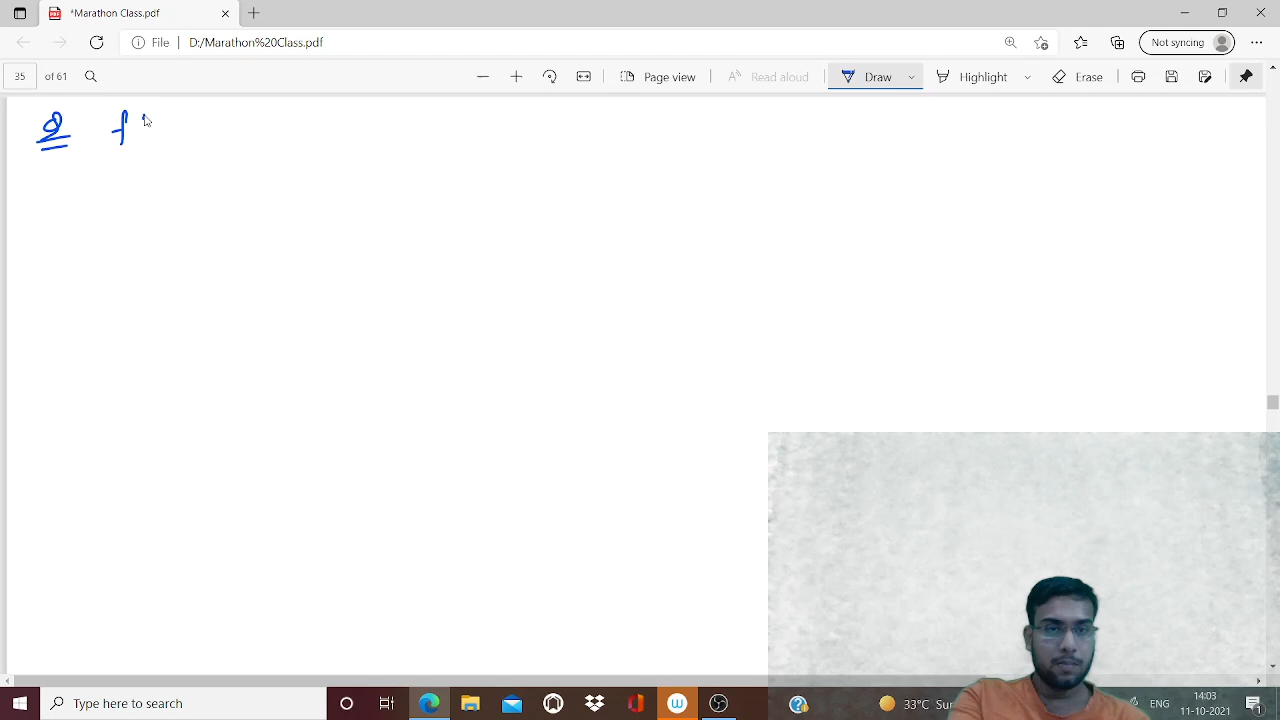 *Marathon Class.pdf
File D:/Marathon%20Class.pdf Not syncing
35 of 61 Page view Read aloud Draw Highlight Erase
Q f
Type here to search
33°C ENG 14:03
11-10-2021